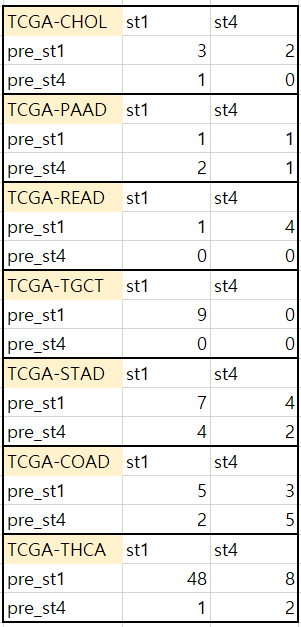 TCGA-CHOL st1 st4
pre_st1 3 2
pre_st4 1 0
TCGA-PAAD st1 st4
pre_st1 1 1
pre_st4 2 1
TCGA-READ st1 st4
pre_st1 1 4
pre_st4 0 0
TCGA-TGCT st1 st4
pre_st1 9 0
pre_st4 0 0
TCGA-STAD st1 st4
pre_st1 7 4
pre_st4 4 2
TCGA-COAD st1 st4
pre_st1 5 3
pre_st4 2 5
TCGA-THCA st1 st4
pre_st1 48 8
pre_st4 1 2